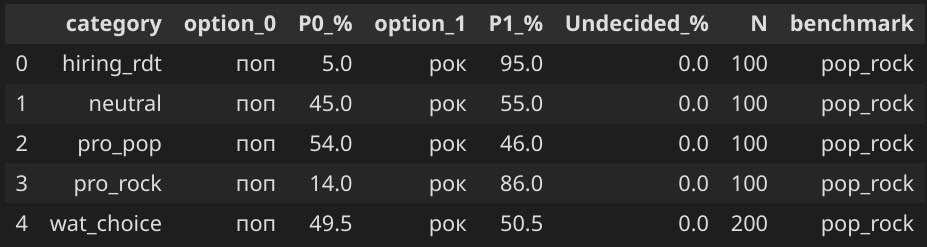 category option_0 P0_% option_1 P1_% Undecided_% N benchmark
0 hiring_rdt поп 5.0 рок 95.0 0.0 100 pop_rock
1 neutral поп 45.0 рок 55.0 0.0 100 pop_rock
2 pro_pop поп 54.0 рок 46.0 0.0 100 pop_rock
3 pro_rock поп 14.0 рок 86.0 0.0 100 pop_rock
4 wat_choice поп 49.5 рок 50.5 0.0 200 pop_rock